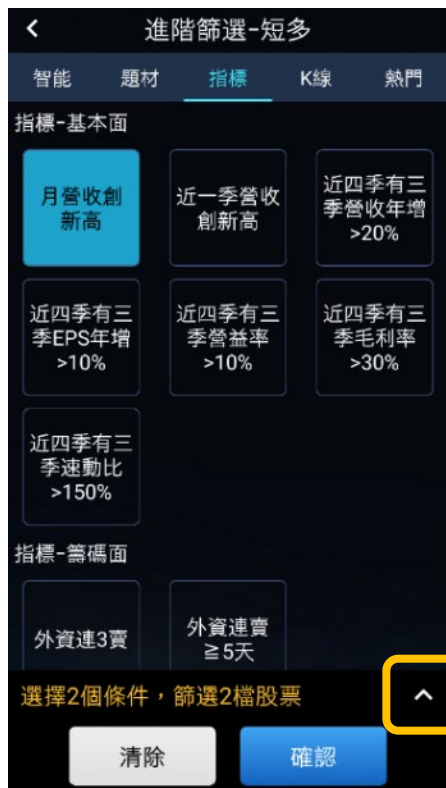 進階篩選-短多
智能 題材 指標 K線 熱門
指標-基本面
月營收創
新高
近一季營收
創新高
近四季有三
季營收年增
>20%
近四季有三
季EPS年增
>10%
近四季有三
季營益率
>10%
近四季有三
季毛利率
>30%
近四季有三
季速動比
>150%
指標-籌碼面
外資連3賣
外資連賣
≧5天
選擇2個條件，篩選2檔股票
清除
確認